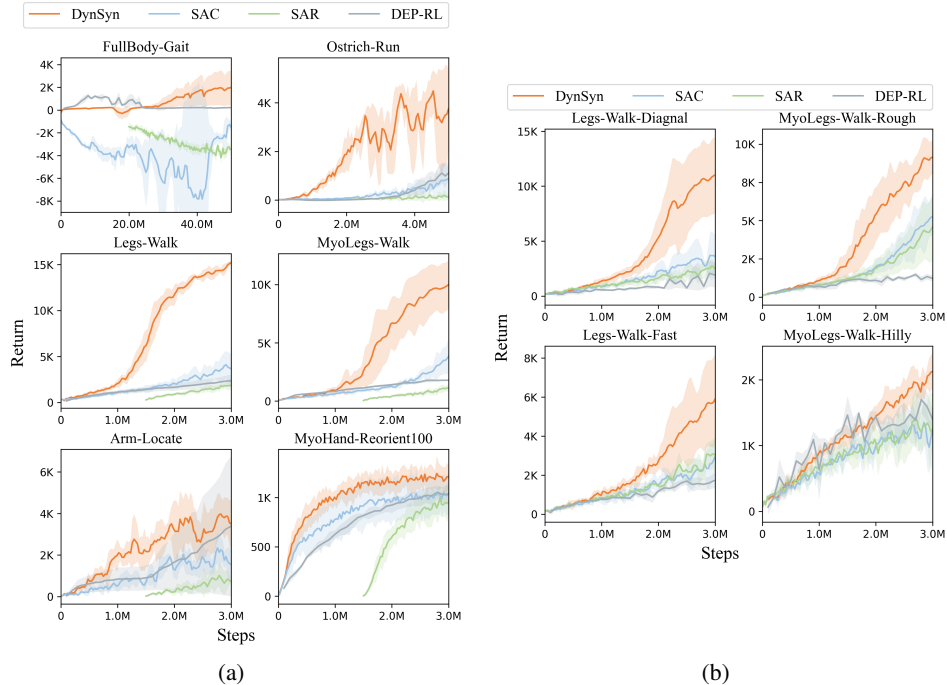 DynSyn SAC SAR DEP-RL
FullBody-Gait Ostrich-Run
4K
2K
0
-2K
-4K
-6K
-8K
0 20.0M 40.0M
4K
2K
0
0 2.0M 4.0M
Legs-Walk MyoLegs-Walk
15K
10K
5K
0
0 1.0M 2.0M 3.0M
10K
5K
0
0 1.0M 2.0M 3.0M
Return
Arm-Locate MyoHand-Reorient100
6K
4K
2K
0
0 1.0M 2.0M 3.0M
1K
500
0
0 1.0M 2.0M 3.0M
Steps
(a)
DynSyn SAC SAR DEP-RL
Legs-Walk-Diagnal MyoLegs-Walk-Rough
15K
10K
5K
0
0 1.0M 2.0M 3.0M
10K
8K
5K
2K
0
0 1.0M 2.0M 3.0M
Return
Legs-Walk-Fast MyoLegs-Walk-Hilly
8K
6K
4K
2K
0
0 1.0M 2.0M 3.0M
2K
1K
0
0 1.0M 2.0M 3.0M
Steps
(b)